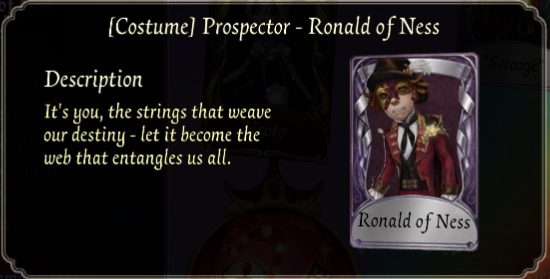 [Costume] Prospector - Ronald of Ness
Description
It's you, the strings that weave
our destiny - let it become the
web that entangles us all.
Scrooge
Ronald of Ness